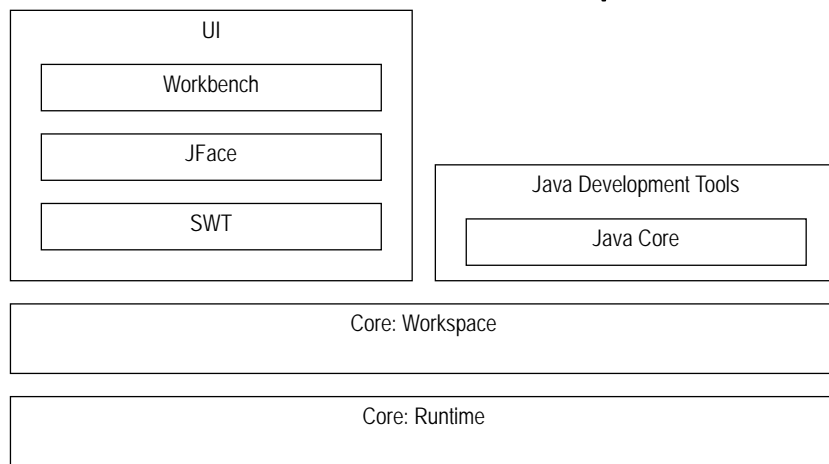 UI
Workbench
JFace
SWT
Java Development Tools
Java Core
Core: Workspace
Core: Runtime